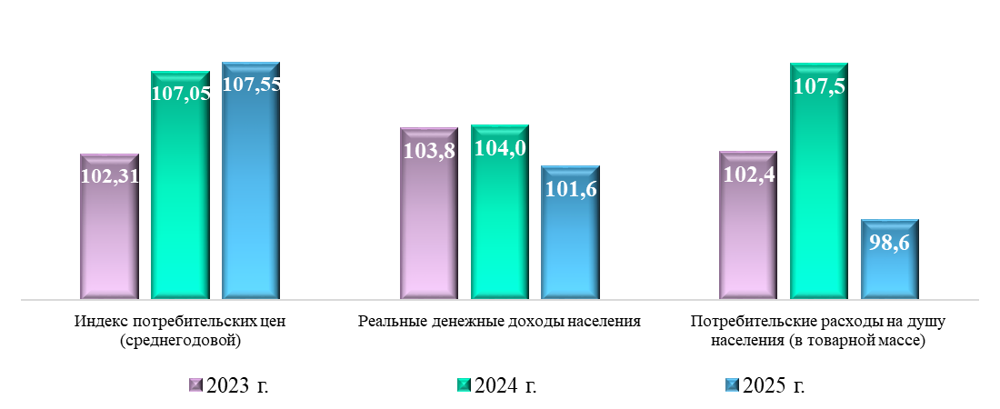 102,31
107,05
107,55
103,8
104,0
101,6
102,4
107,5
98,6
Индекс потребительских цен
(среднегодовой)
Реальные денежные доходы населения
Потребительские расходы на душу
населения (в товарной массе)
2023 г.
2024 г.
2025 г.